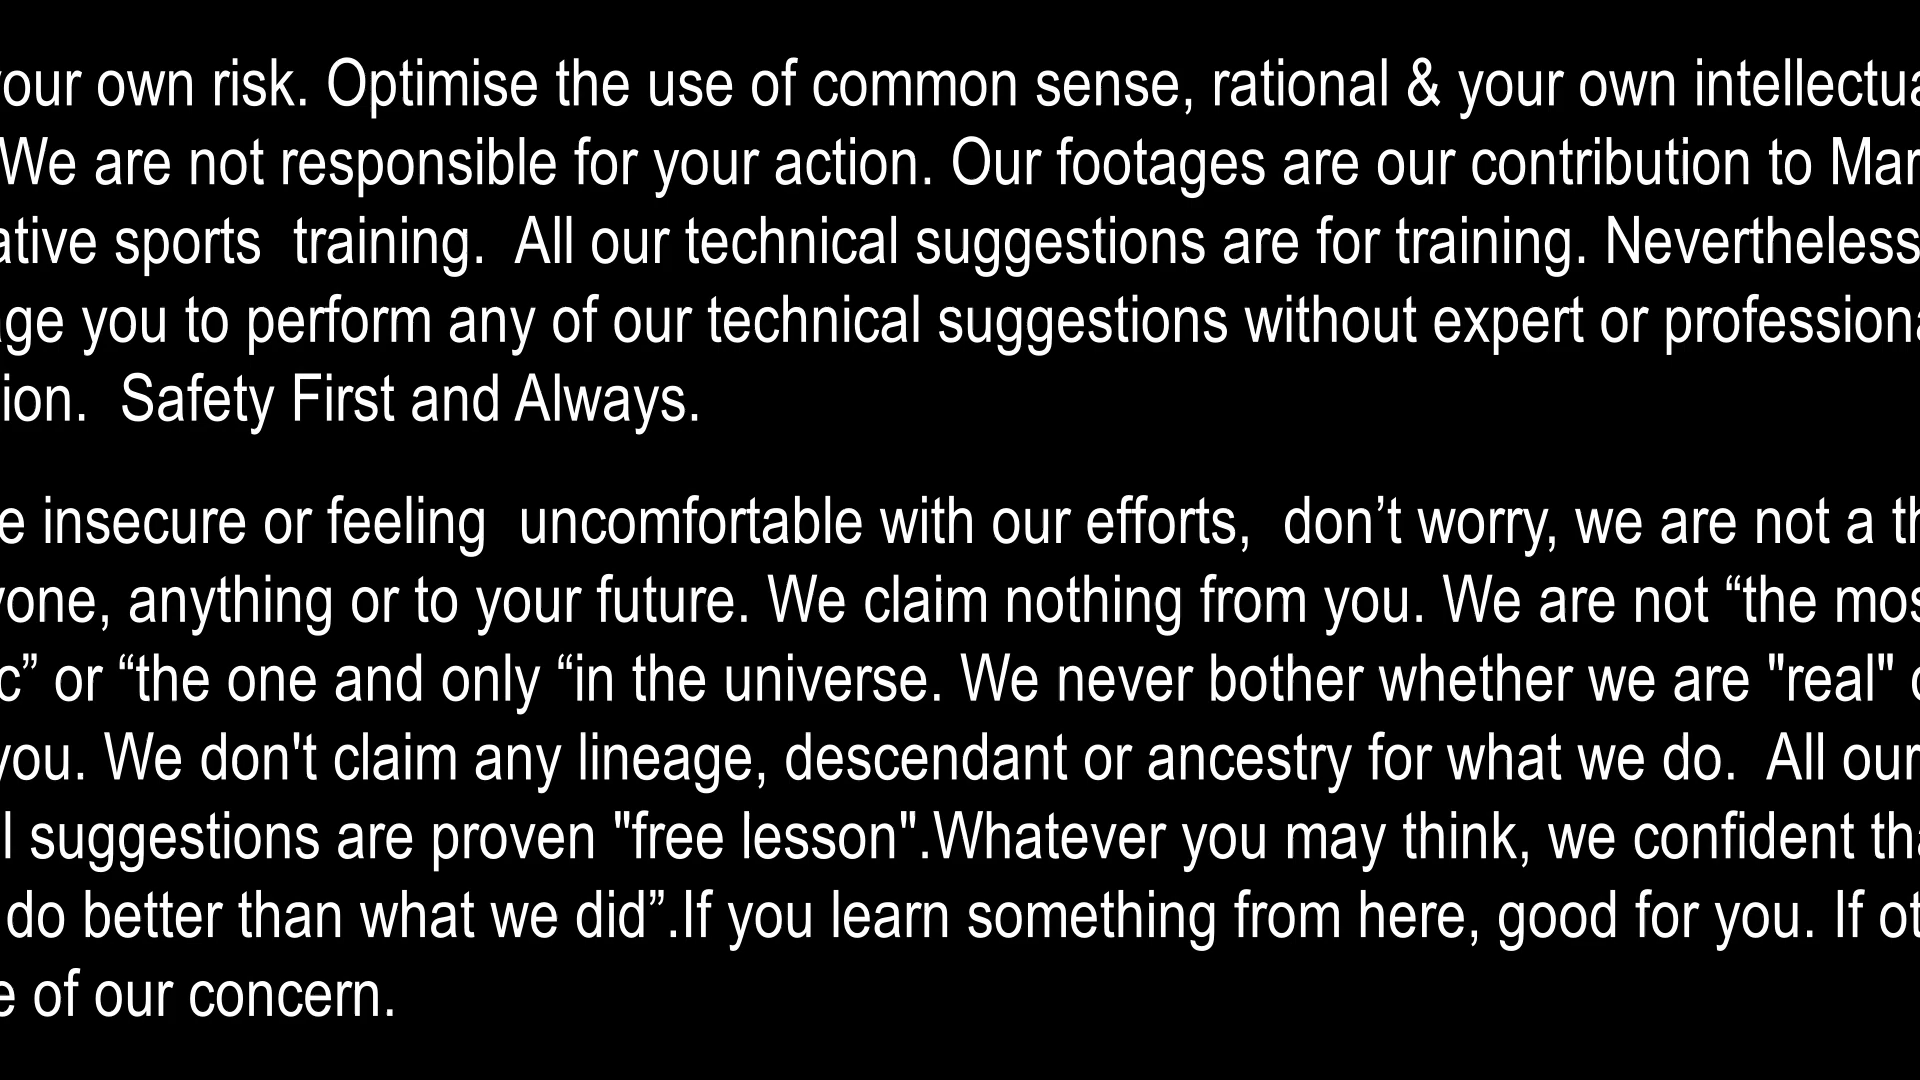 your own risk. Optimise the use of common sense, rational & your own intellectua
We are not responsible for your action. Our footages are our contribution to Mar
ative sports  training.  All our technical suggestions are for training. Nevertheless
age you to perform any of our technical suggestions without expert or professiona
ion.  Safety First and Always.
e insecure or feeling  uncomfortable with our efforts,  don’t worry, we are not a th
yone, anything or to your future. We claim nothing from you. We are not “the mos
c” or “the one and only “in the universe. We never bother whether we are "real" o
you. We don't claim any lineage, descendant or ancestry for what we do.  All our
l suggestions are proven "free lesson".Whatever you may think, we confident tha
do better than what we did”.If you learn something from here, good for you. If ot
e of our concern.